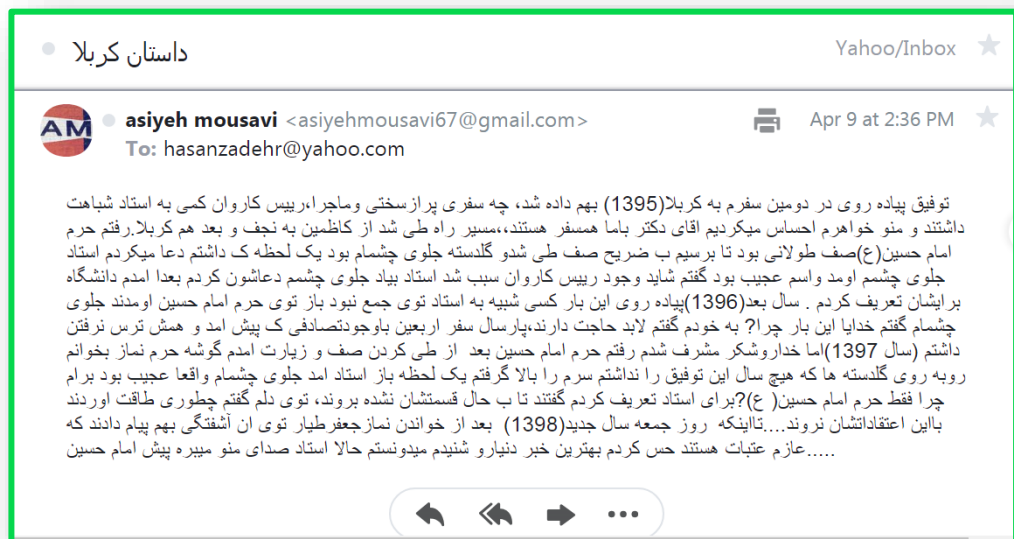 داستان کربلا
Yahoo/Inbox
AM
asiyeh mousavi <asiyehmousavi67@gmail.com>
Apr 9 at 2:36 PM
To: hasanzadehr@yahoo.com
توفیق پیاده روی در دومین سفرم به کربلا(1395) بهم داده شد، چه سفری پرازسختی وماجرا،رییس کاروان کمی به استاد شباهت
داشتند و منو خواهرم احساس میکردیم اقای دکتر باما همسفر هستند،،مسیر راه طی شد از کاظمین به نجف و بعد هم کربلا.رفتم حرم
امام حسین(ع)صف طولانی بود تا برسیم ب ضریح صف طی شدو گلدسته جلوی چشمام بود یک لحظه ک داشتم دعا میکردم استاد
جلوی چشمم اومد واسم عجیب بود گفتم شاید وجود رییس کاروان سبب شد استاد بیاد جلوی چشمم دعاشون کردم بعدا امدم دانشگاه
برایشان تعریف کردم . سال بعد(1396)پیاده روی این بار کسی شبیه به استاد توی جمع نبود باز توی حرم امام حسین اومدند جلوی
چشمام گفتم خدایا این بار چرا? به خودم گفتم لابد حاجت دارند،پارسال سفر اربعین باوجودتصادفی ک پیش امد و همش ترس نرفتن
داشتم (سال 1397)اما خداروشکر مشرف شدم رفتم حرم امام حسین بعد از طی کردن صف و زیارت امدم گوشه حرم نماز بخوانم
روبه روی گلدسته ها که هیچ سال این توفیق را نداشتم سرم را بالا گرفتم یک لحظه باز استاد امد جلوی چشمام واقعا عجیب بود برام
چرا فقط حرم امام حسین( ع)?برای استاد تعریف کردم گفتند تا ب حال قسمتشان نشده بروند، توی دلم گفتم چطوری طاقت اوردند
بااین اعتقاداتشان نروند....تااینکه روز جمعه سال جدید(1398) بعد از خواندن نمازجعفرطیار توی ان آشفتگی بهم پیام دادند که
عازم عتبات هستند حس کردم بهترین خبر دنیارو شنیدم میدونستم حالا استاد صدای منو میبره پیش امام حسین.....